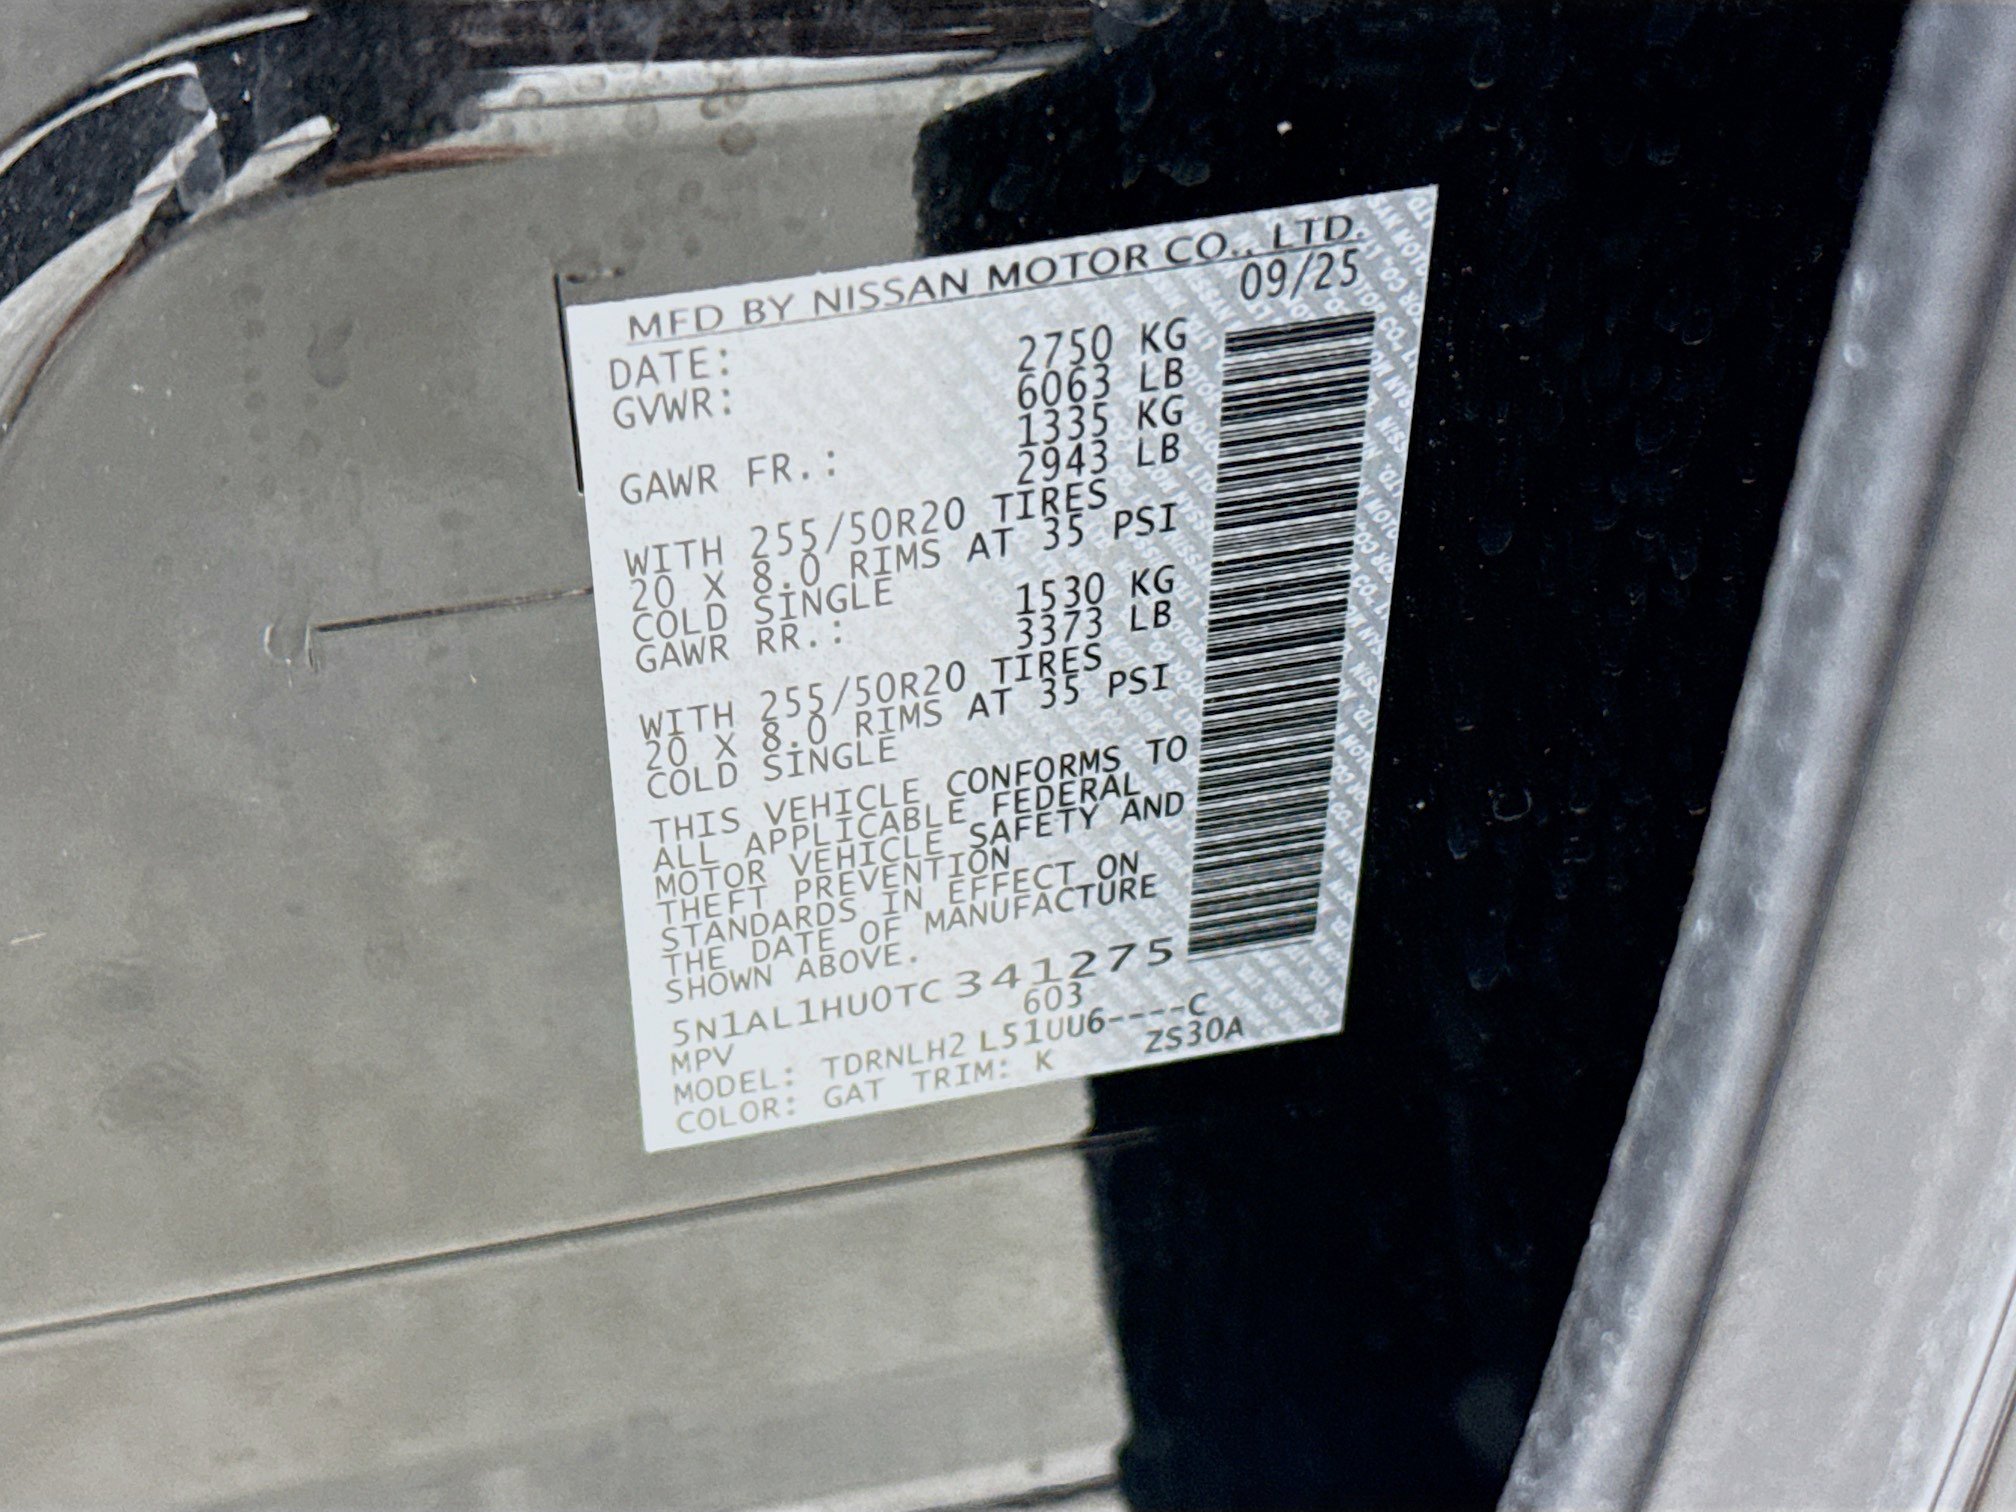 MFD BY NISSAN MOTOR CO., LTD.
DATE: 09/25
GVWR: 2750 KG
6063 LB
GAWR FR.: 1335 KG
2943 LB
WITH 255/50R20 TIRES
20 X 8.0 RIMS AT 35 PSI
COLD SINGLE
GAWR RR.: 1530 KG
3373 LB
WITH 255/50R20 TIRES
20 X 8.0 RIMS AT 35 PSI
COLD SINGLE
THIS VEHICLE CONFORMS TO
ALL APPLICABLE FEDERAL
MOTOR VEHICLE SAFETY AND
THEFT PREVENTION
STANDARDS IN EFFECT ON
THE DATE OF MANUFACTURE
SHOWN ABOVE.
5N1AL1HU0TC341275
MPV 603
MODEL: TDRNLH2 L51UU6----C
COLOR: GAT TRIM: K ZS30A